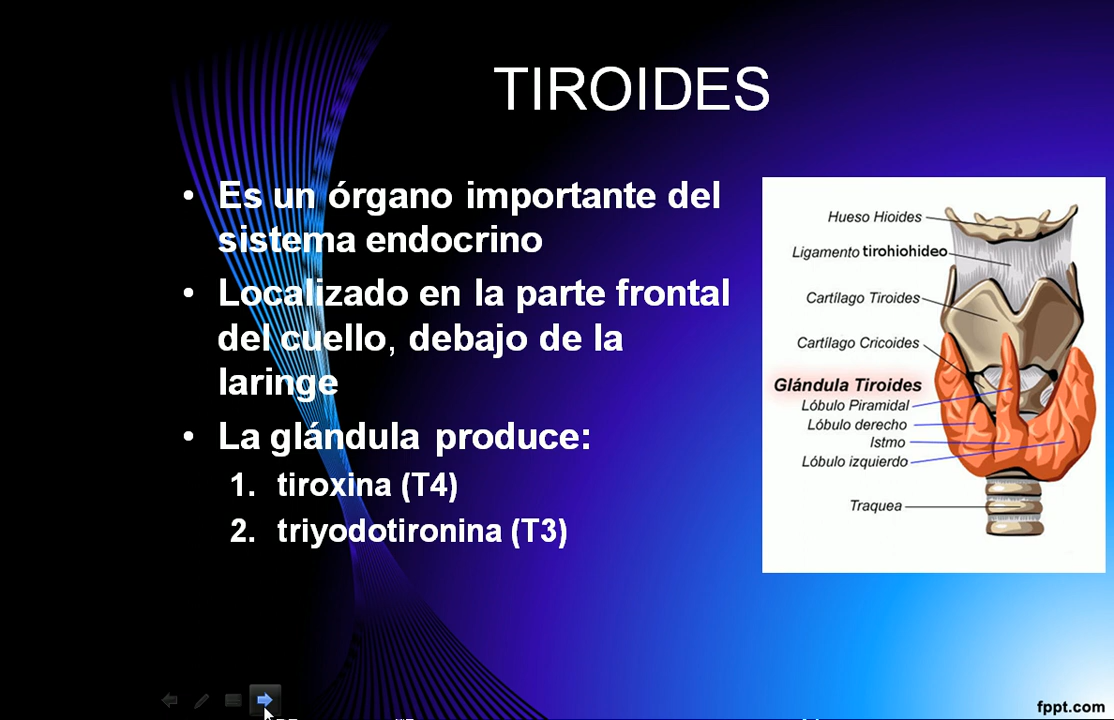 TIROIDES
• Es un órgano importante del
sistema endocrino
• Localizado en la parte frontal
del cuello, debajo de la
laringe
• La glándula produce:
1. tiroxina (T4)
2. triyodotironina (T3)
Hueso Hioides
Ligamento tirohiohideo
Cartílago Tiroides
Cartílago Cricoides
Glándula Tiroides
Lóbulo Piramidal
Lóbulo derecho
Istmo
Lóbulo izquierdo
Traquea
fppt.com